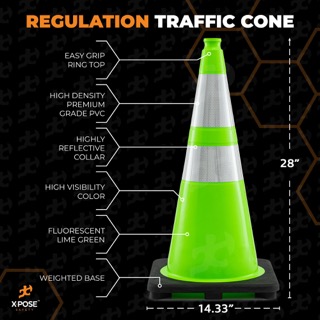 REGULATION TRAFFIC CONE
EASY GRIP
RING TOP
HIGH DENSITY
PREMIUM
GRADE PVC
HIGHLY
REFLECTIVE
COLLAR
HIGH VISIBILITY
COLOR
FLUORESCENT
LIME GREEN
WEIGHTED BASE
28"
14.33"
XPOSE
SAFETY